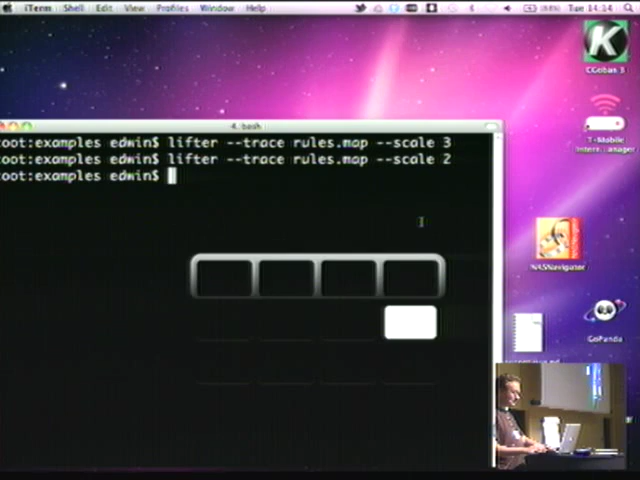 iTerm Shell Edit View Profiles Window Help
Tue 14:14
CGoban 3
4. bash
oot:examples edwin$ lifter --trace rules.map --scale 3
oot:examples edwin$ lifter --trace rules.map --scale 2
oot:examples edwin$
T-Mobile
NASNavigator
GoPanda